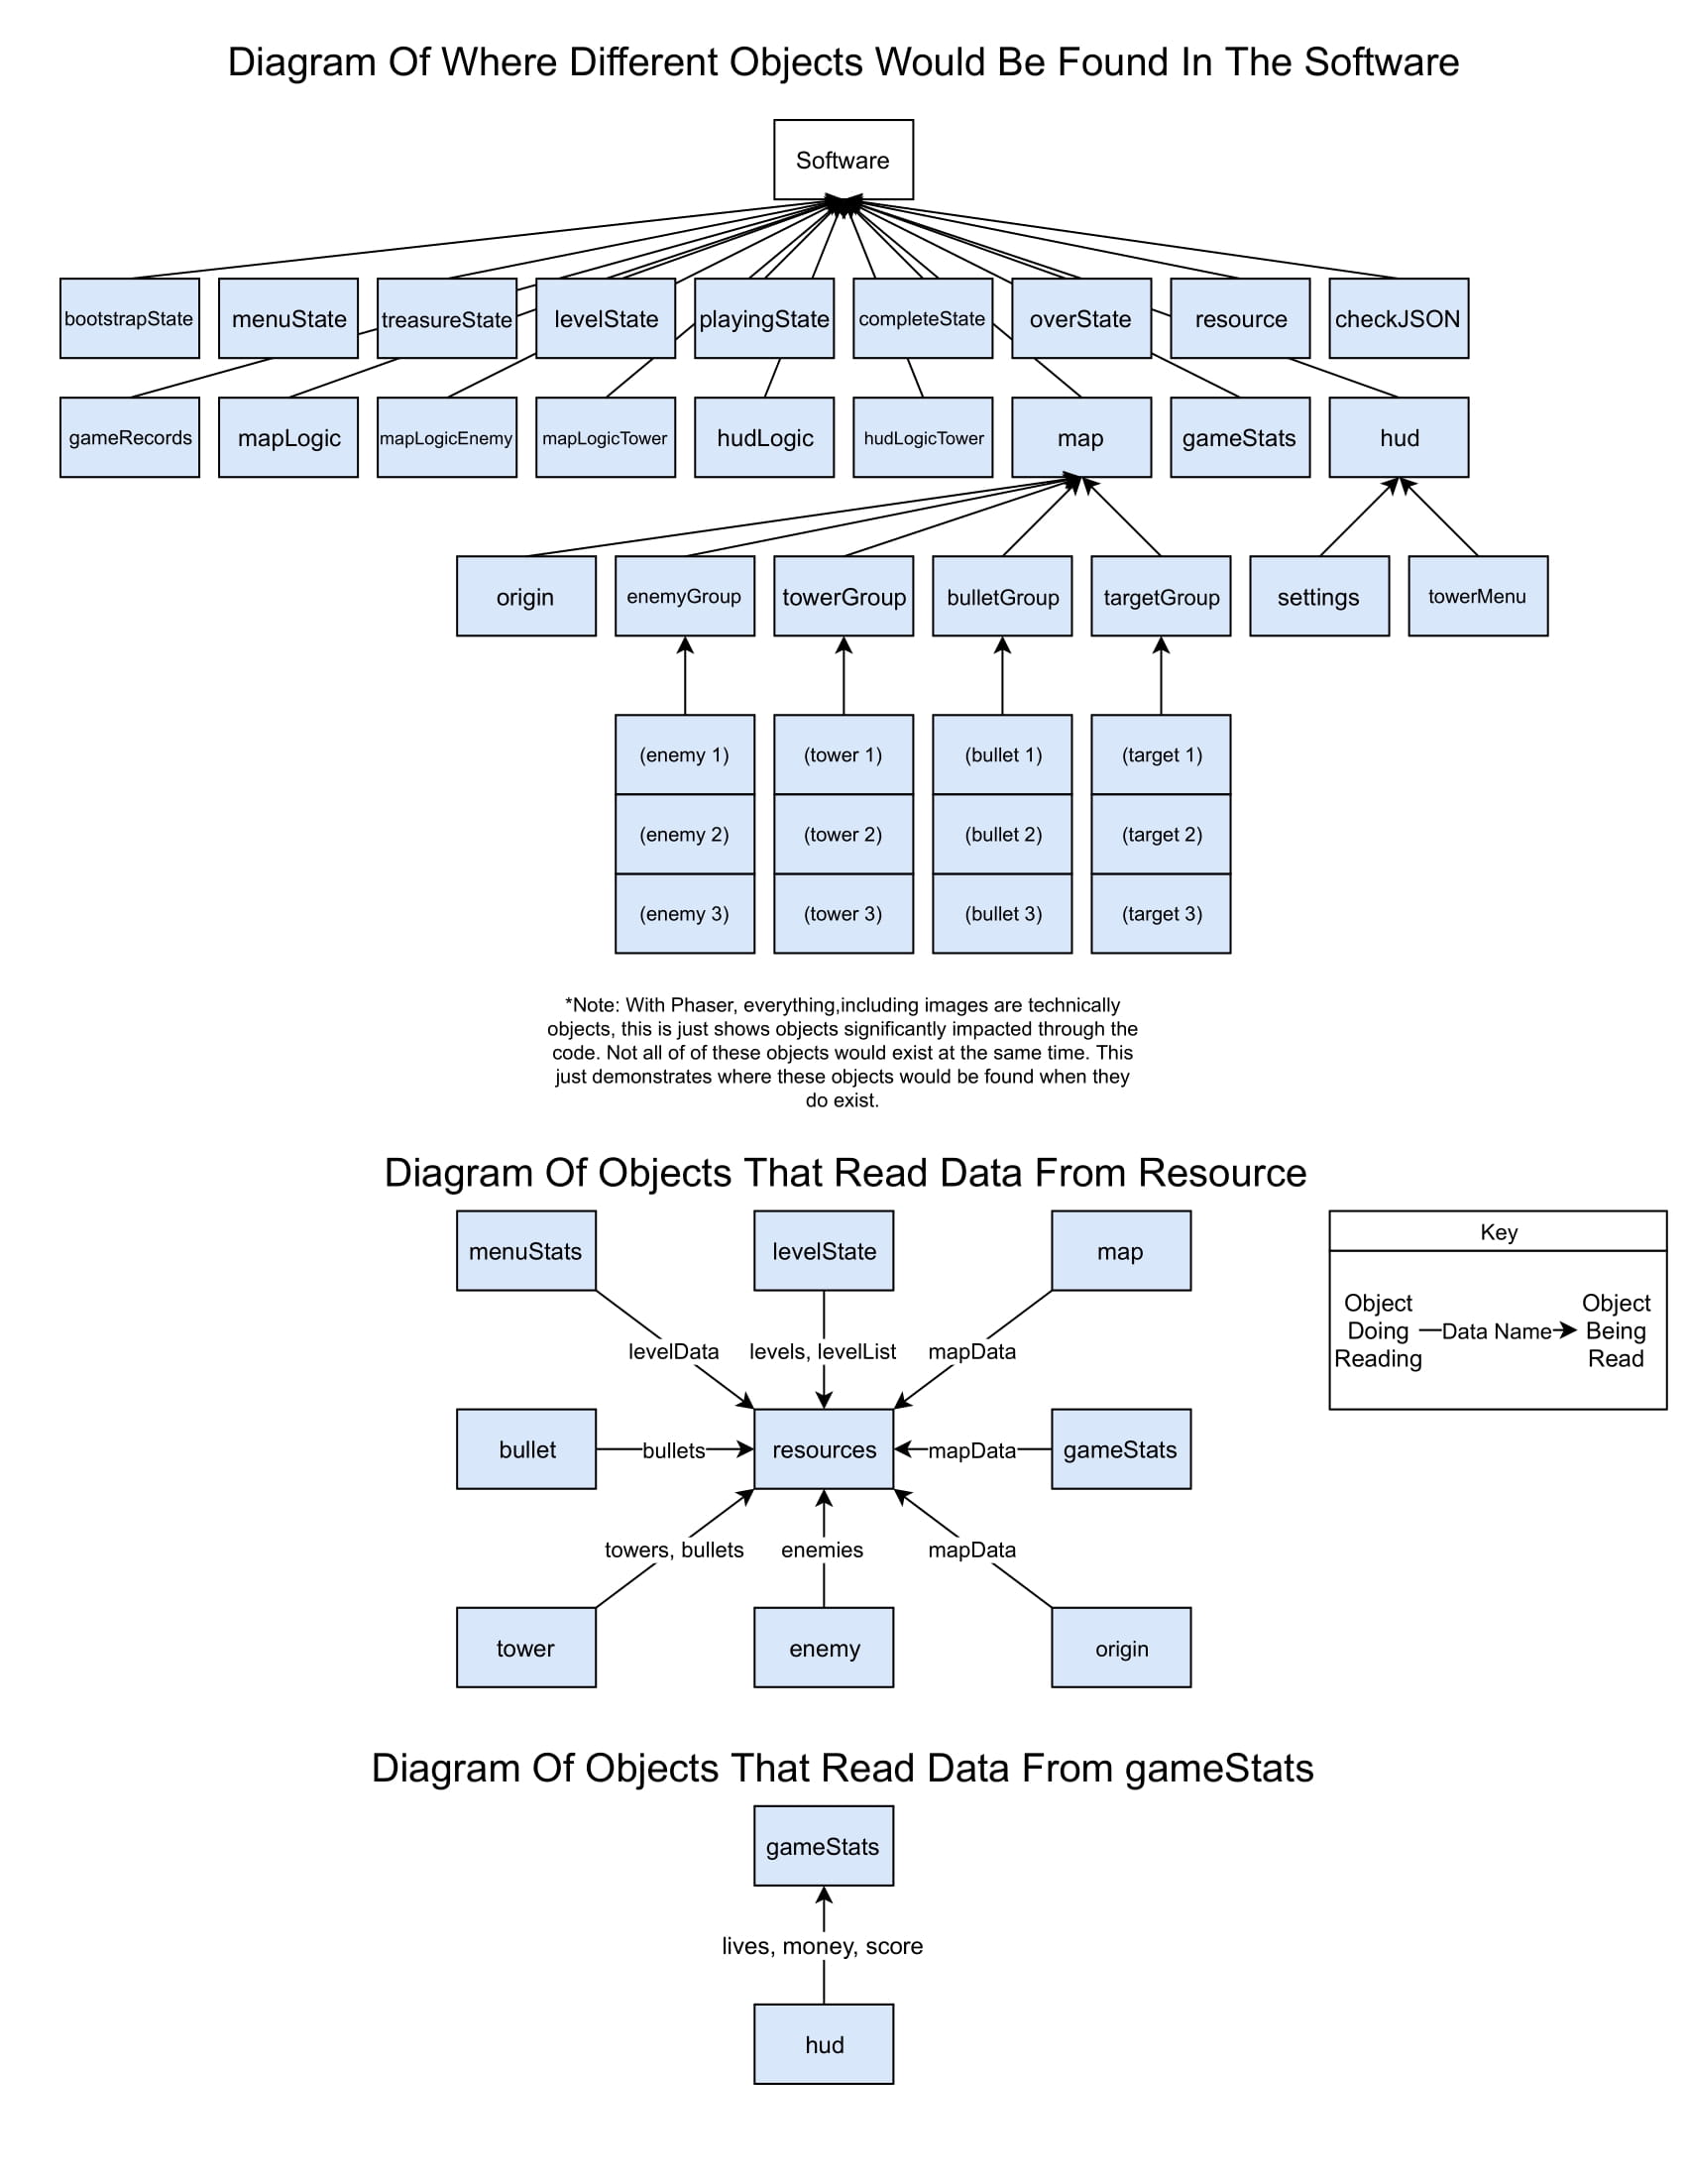 Diagram Of Where Different Objects Would Be Found In The Software
Software
bootstrapState
menuState
treasureState
levelState
playingState
completeState
overState
resource
checkJSON
gameRecords
mapLogic
mapLogicEnemy
mapLogicTower
hudLogic
hudLogicTower
map
gameStats
hud
origin
enemyGroup
towerGroup
bulletGroup
targetGroup
settings
towerMenu
(enemy 1)
(tower 1)
(bullet 1)
(target 1)
(enemy 2)
(tower 2)
(bullet 2)
(target 2)
(enemy 3)
(tower 3)
(bullet 3)
(target 3)
*Note: With Phaser, everything,including images are technically
objects, this is just shows objects significantly impacted through the
code. Not all of of these objects would exist at the same time. This
just demonstrates where these objects would be found when they
do exist.
Diagram Of Objects That Read Data From Resource
menuStats
levelState
map
Key
Object
Doing
Reading
Data Name
Object
Being
Read
levelData
levels, levelList
mapData
bullet
bullets
resources
mapData
gameStats
towers, bullets
enemies
mapData
tower
enemy
origin
Diagram Of Objects That Read Data From gameStats
gameStats
lives, money, score
hud